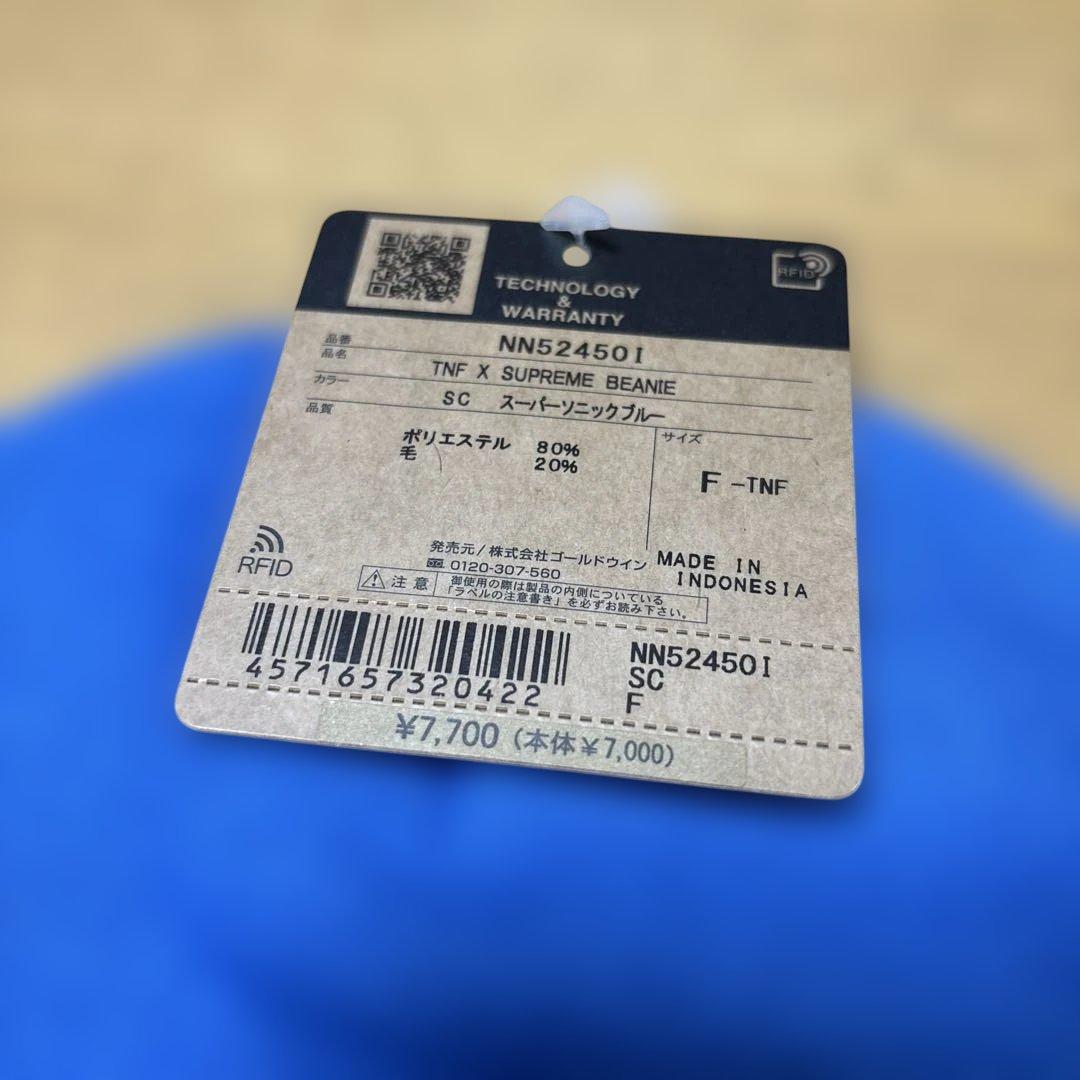 TECHNOLOGY
&
WARRANTY
RFID
品番 NN52450I
品名 TNF X SUPREME BEANIE
カラー SC スーパーソニックブルー
品質
ポリエステル 80%
毛 20%
サイズ
F -TNF
発売元/株式会社ゴールドウイン
0120-307-560
MADE IN
INDONESIA
RFID
注意 御使用の際は製品の内側についている
「ラベルの注意書き」を必ずお読み下さい。
4571657320422
NN52450I
SC
F
¥7,700 (本体¥7,000)